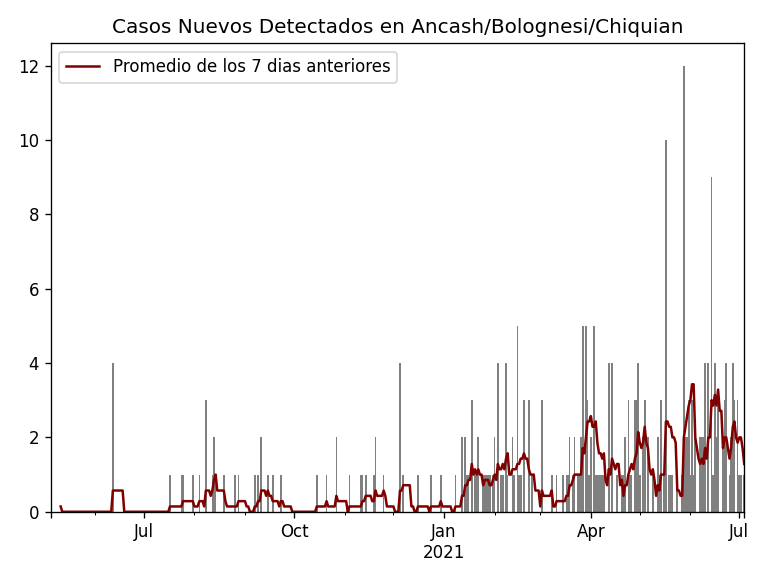 Casos Nuevos Detectados en Ancash/Bolognesi/Chiquian
Promedio de los 7 dias anteriores
12
10
8
6
4
2
0
Jul
Oct
Jan
2021
Apr
Jul